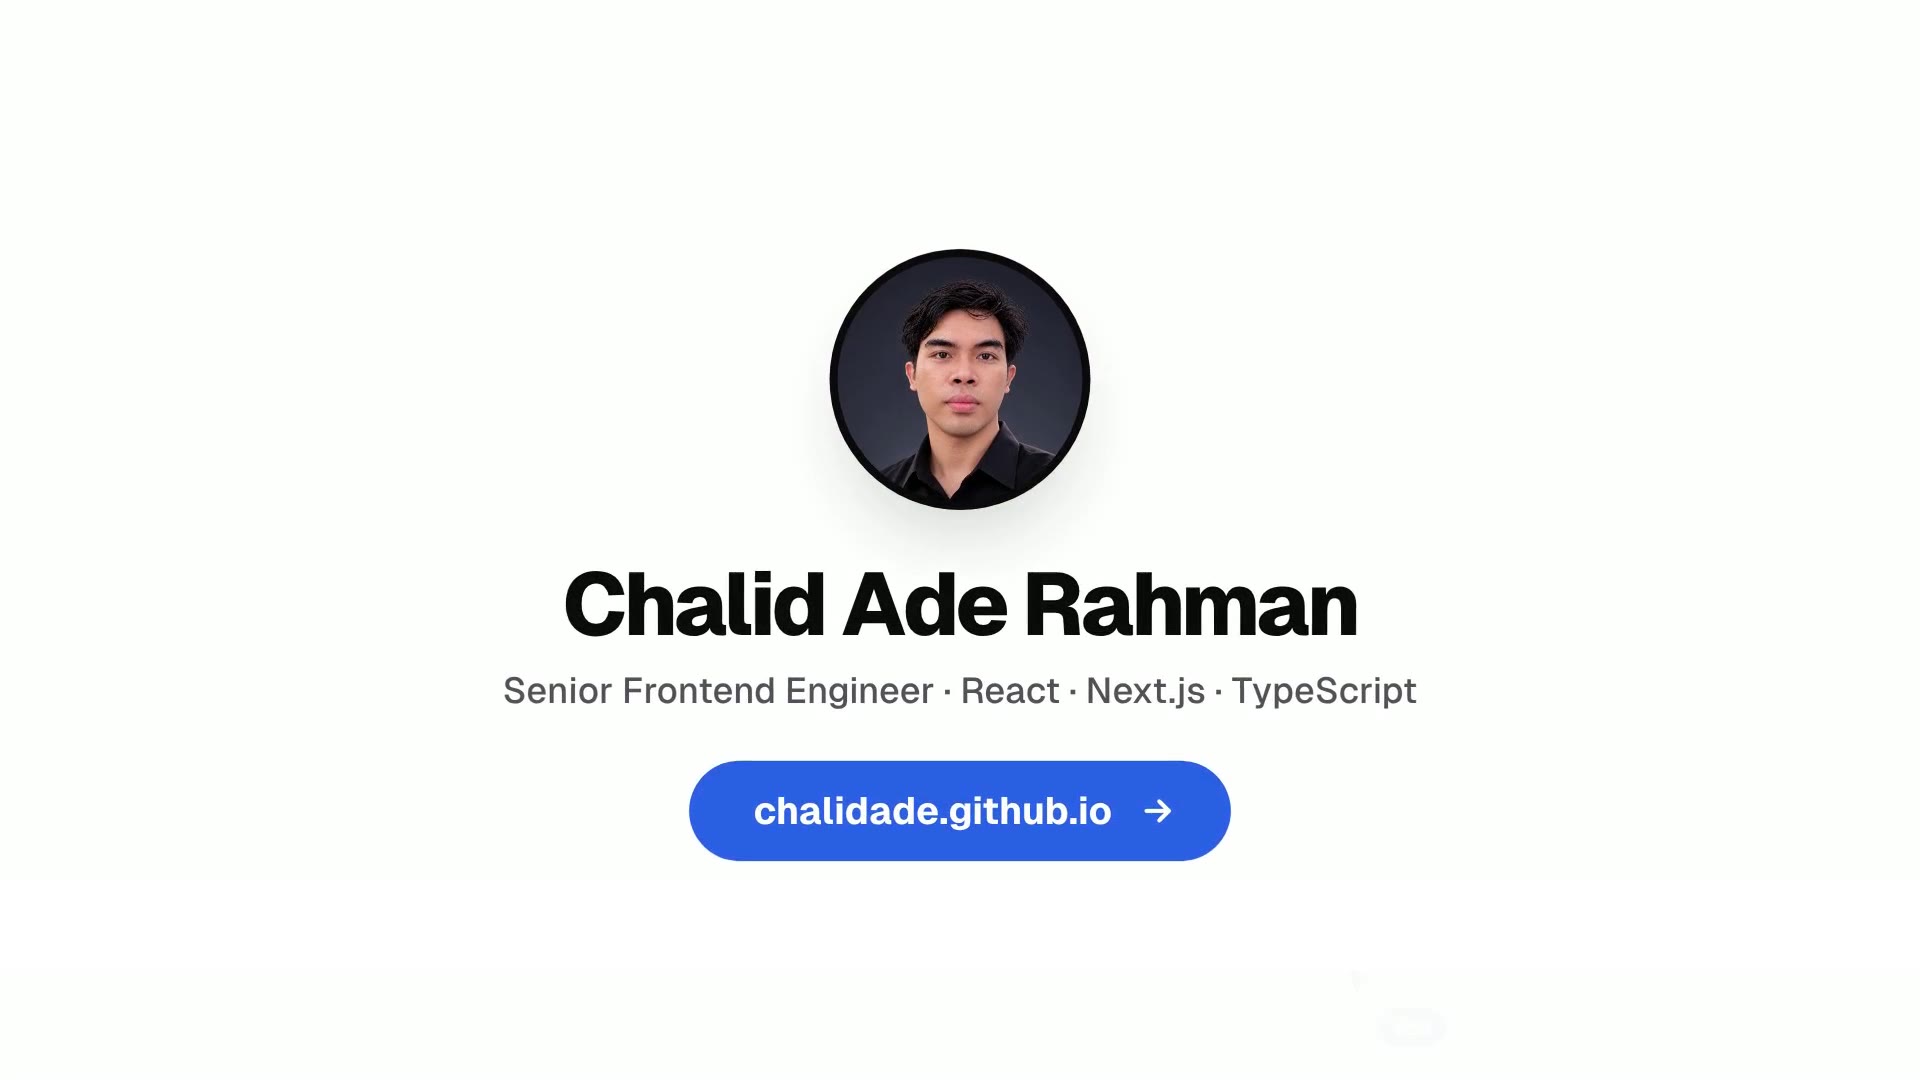 Chalid Ade Rahman
Senior Frontend Engineer · React · Next.js · TypeScript
chalidade.github.io →